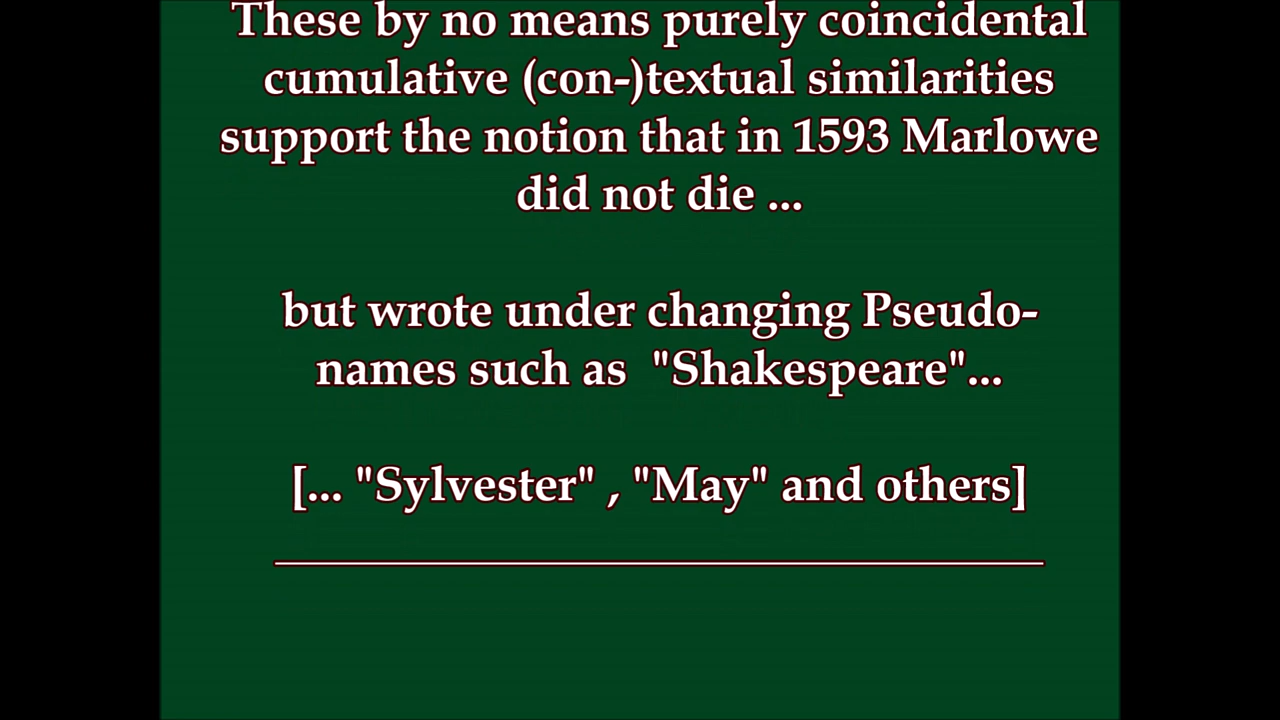 These by no means purely coincidental
cumulative (con-)textual similarities
support the notion that in 1593 Marlowe
did not die ...
but wrote under changing Pseudo-
names such as  "Shakespeare"...
[... "Sylvester" , "May" and others]